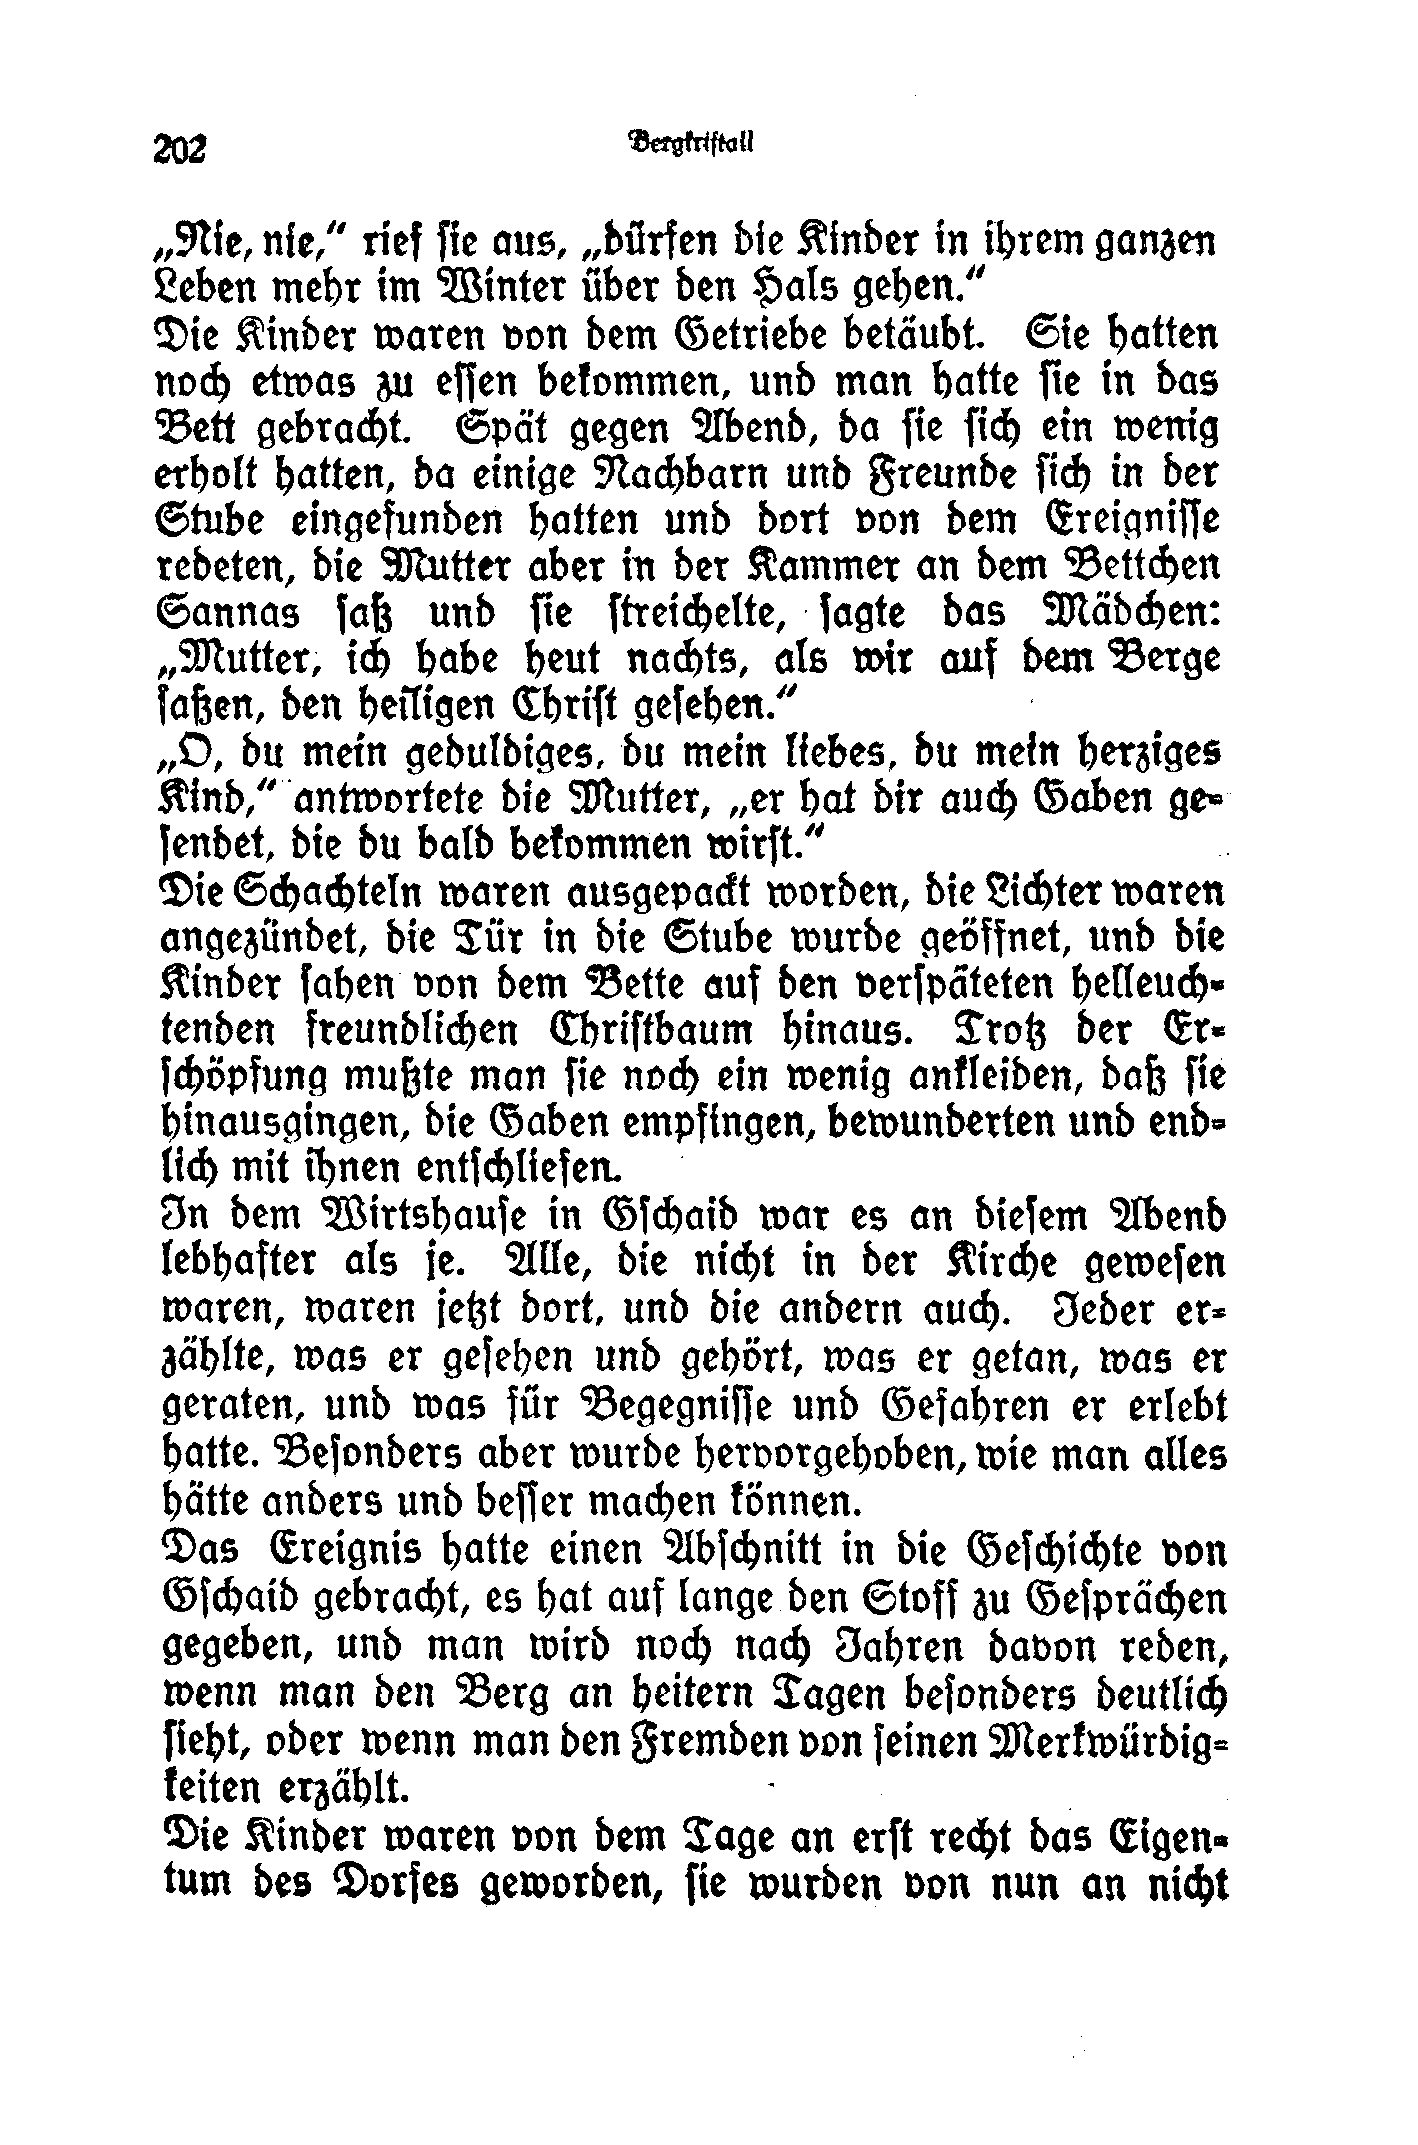 202
Bergkristall
„Nie, nie,“ rief sie aus, „dürfen die Kinder in ihrem ganzen
Leben mehr im Winter über den Hals gehen.“
Die Kinder waren von dem Getriebe betäubt. Sie hatten
noch etwas zu essen bekommen, und man hatte sie in das
Bett gebracht. Spät gegen Abend, da sie sich ein wenig
erholt hatten, da einige Nachbarn und Freunde sich in der
Stube eingefunden hatten und dort von dem Ereignisse
redeten, die Mutter aber in der Kammer an dem Bettchen
Sannas saß und sie streichelte, sagte das Mädchen:
„Mutter, ich habe heut nachts, als wir auf dem Berge
saßen, den heiligen Christ gesehen.“
„O, du mein geduldiges, du mein liebes, du mein herziges
Kind,“ antwortete die Mutter, „er hat dir auch Gaben ge-
sendet, die du bald bekommen wirst.“
Die Schachteln waren ausgepackt worden, die Lichter waren
angezündet, die Tür in die Stube wurde geöffnet, und die
Kinder sahen von dem Bette auf den verspäteten helleuch-
tenden freundlichen Christbaum hinaus. Trotz der Er-
schöpfung mußte man sie noch ein wenig ankleiden, daß sie
hinausgingen, die Gaben empfingen, bewunderten und end-
lich mit ihnen entschliefen.
In dem Wirtshause in Gschaid war es an diesem Abend
lebhafter als je. Alle, die nicht in der Kirche gewesen
waren, waren jetzt dort, und die andern auch. Jeder er-
zählte, was er gesehen und gehört, was er getan, was er
geraten, und was für Begegnisse und Gefahren er erlebt
hatte. Besonders aber wurde hervorgehoben, wie man alles
hätte anders und besser machen können.
Das Ereignis hatte einen Abschnitt in die Geschichte von
Gschaid gebracht, es hat auf lange den Stoff zu Gesprächen
gegeben, und man wird noch nach Jahren davon reden,
wenn man den Berg an heitern Tagen besonders deutlich
sieht, oder wenn man den Fremden von seinen Merkwürdig-
keiten erzählt.
Die Kinder waren von dem Tage an erst recht das Eigen-
tum des Dorfes geworden, sie wurden von nun an nicht